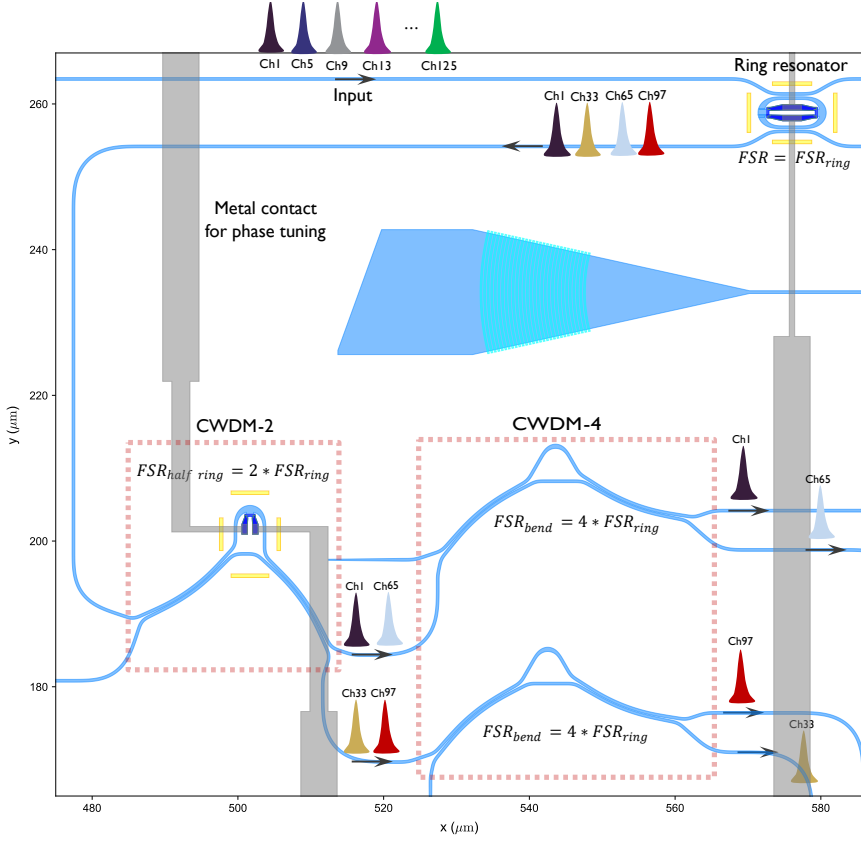 ...
Ch1 Ch5 Ch9 Ch13 Ch125
Input
Ring resonator
Ch1 Ch33 Ch65 Ch97
FSR = FSR_ring
Metal contact
for phase tuning
CWDM-2
FSR_half ring = 2 * FSR_ring
CWDM-4
FSR_bend = 4 * FSR_ring
Ch1
Ch65
Ch1 Ch65
Ch33 Ch97
FSR_bend = 4 * FSR_ring
Ch97
Ch33
260
240
220
200
180
y (μm)
480 500 520 540 560 580
x (μm)